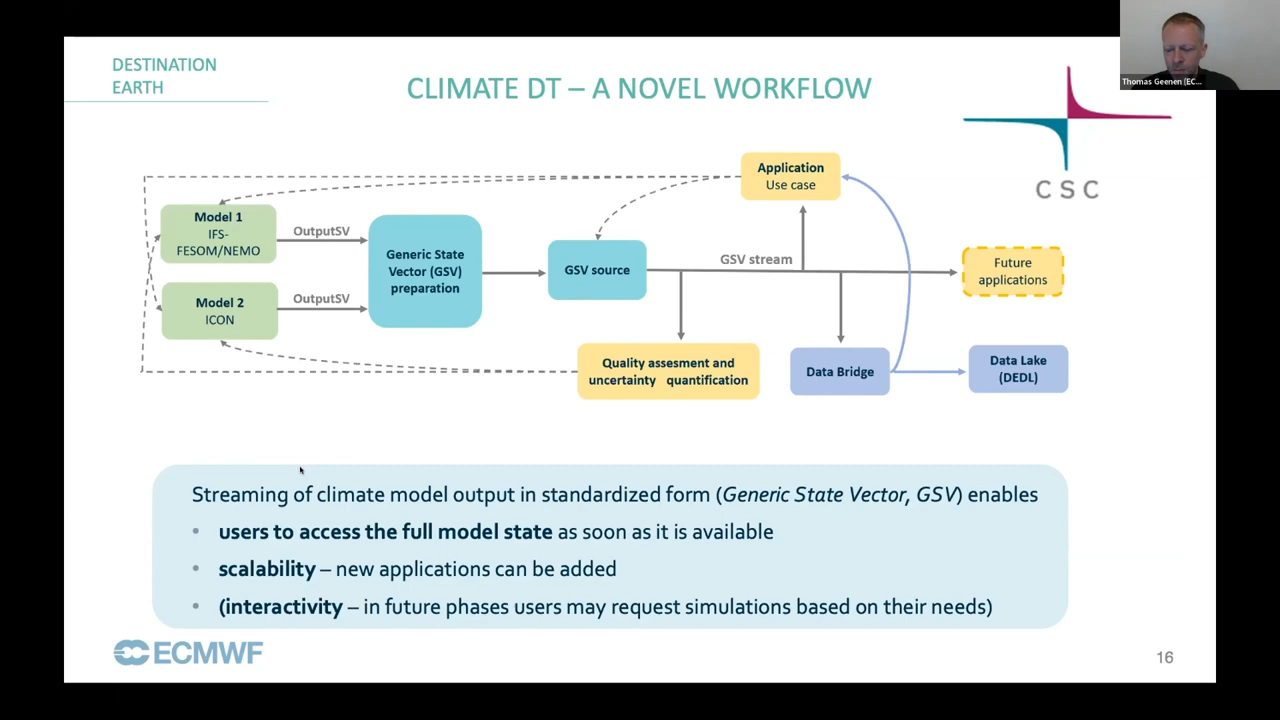 DESTINATION
EARTH
CLIMATE DT – A NOVEL WORKFLOW
Thomas Geenen (EC...
CSC
Application
Use case
Model 1
IFS-
FESOM/NEMO
OutputSV
Generic State
Vector (GSV)
preparation
GSV source
GSV stream
Future
applications
Model 2
ICON
OutputSV
Quality assesment and
uncertainty quantification
Data Bridge
Data Lake
(DEDL)
Streaming of climate model output in standardized form (Generic State Vector, GSV) enables
• users to access the full model state as soon as it is available
• scalability – new applications can be added
• (interactivity – in future phases users may request simulations based on their needs)
ECMWF
16